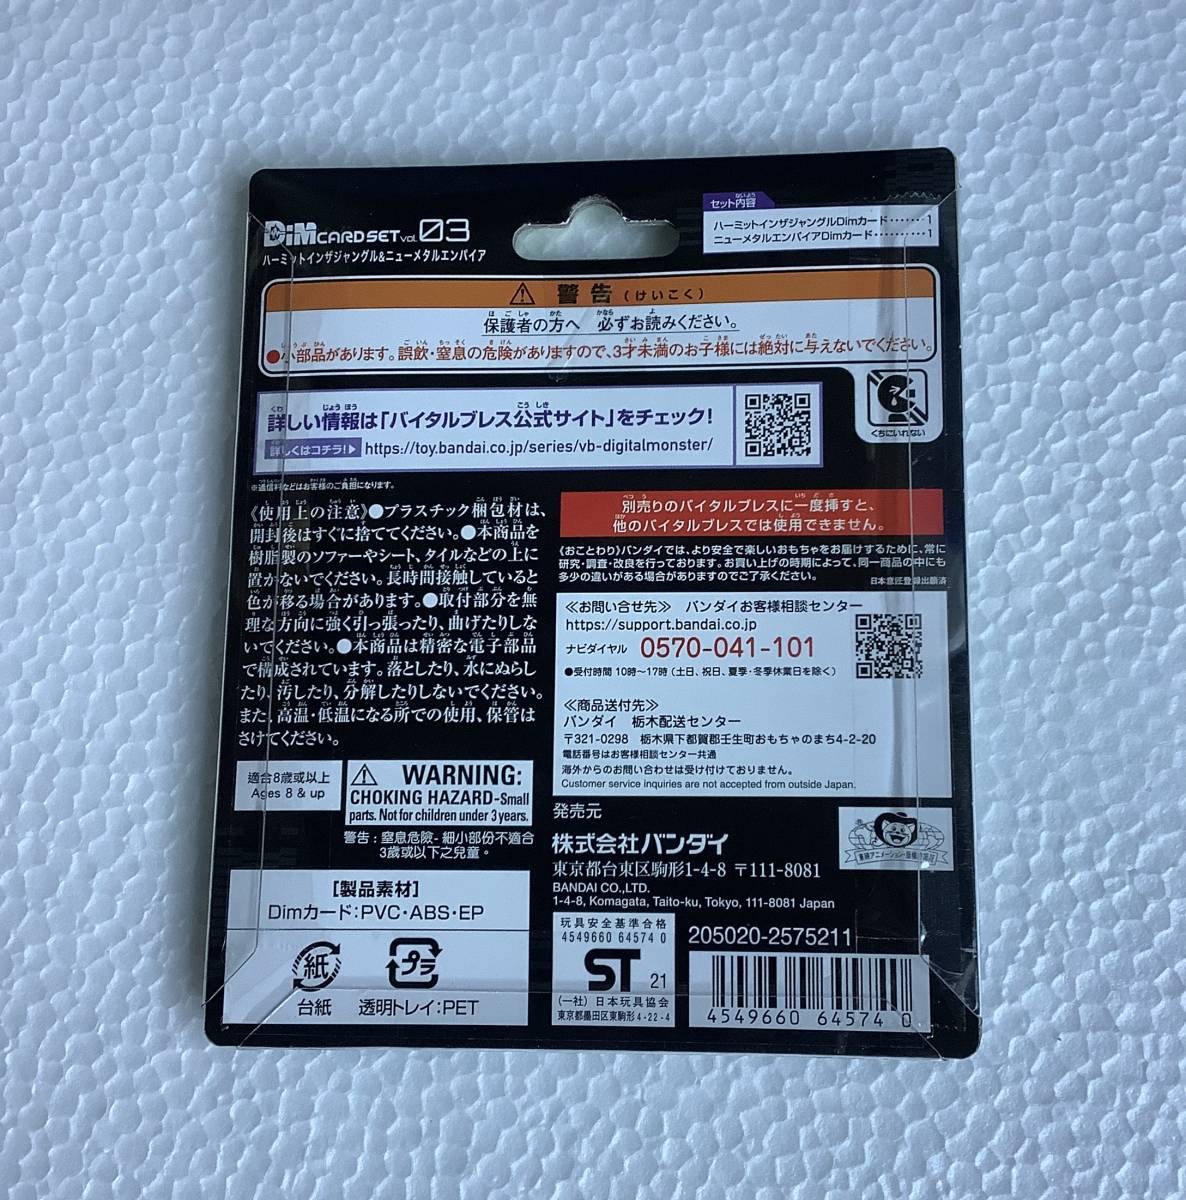 DiM CARD SET vol.03
ハーミットインザジャングル&ニューメタルエンパイア
セット内容
ハーミットインザジャングルDimカード・・・・・・・1
ニューメタルエンパイアDimカード・・・・・・・・・・1
警告(けいこく)
保護者の方へ 必ずお読みください。
●小部品があります。誤飲・窒息の危険がありますので、3才未満のお子様には絶対に与えないでください。
くちにいれない
詳しい情報は「バイタルブレス公式サイト」をチェック!
詳しくはコチラ!▶ https://toy.bandai.co.jp/series/vb-digitalmonster/
※通信料などはお客様のご負担になります。
《使用上の注意》●プラスチック梱包材は、
開封後はすぐに捨ててください。●本商品を
樹脂製のソファーやシート、タイルなどの上に
置かないでください。長時間接触していると
色が移る場合があります。●取付部分を無
理な方向に強く引っ張ったり、曲げたりしな
いでください。●本商品は精密な電子部品
で構成されています。落としたり、水にぬらし
たり、汚したり、分解したりしないでください。
また、高温・低温になる所での使用、保管は
さけてください。
別売りのバイタルブレスに一度挿すと、
他のバイタルブレスでは使用できません。
《おことわり》バンダイでは、より安全で楽しいおもちゃをお届けするために、常に
研究・調査・改良を行っております。お買い上げの時期によって、同一商品の中にも
多少の違いがある場合がありますのでご了承ください。
日本意匠登録出願済
≪お問い合せ先≫ バンダイお客様相談センター
https://support.bandai.co.jp
ナビダイヤル 0570-041-101
●受付時間 10時〜17時(土日、祝日、夏季・冬季休業日を除く)
≪商品送付先≫
バンダイ 栃木配送センター
〒321-0298 栃木県下都賀郡壬生町おもちゃのまち4-2-20
電話番号はお客様相談センター共通
海外からのお問い合わせは受け付けておりません。
Customer service inquiries are not accepted from outside Japan.
適合8歳或以上
Ages 8 & up
WARNING:
CHOKING HAZARD-Small
parts. Not for children under 3 years.
警告:窒息危險-細小部份不適合
3歲或以下之兒童。
発売元
株式会社バンダイ
東京都台東区駒形1-4-8 〒111-8081
BANDAI CO.,LTD.
1-4-8, Komagata, Taito-ku, Tokyo, 111-8081 Japan
【製品素材】
Dimカード:PVC・ABS・EP
紙
プラ
台紙
透明トレイ:PET
玩具安全基準合格
4549660 64574 0
ST 21
(一社)日本玩具協会
東京都墨田区東駒形4-22-4
205020-2575211
4549660 64574 0